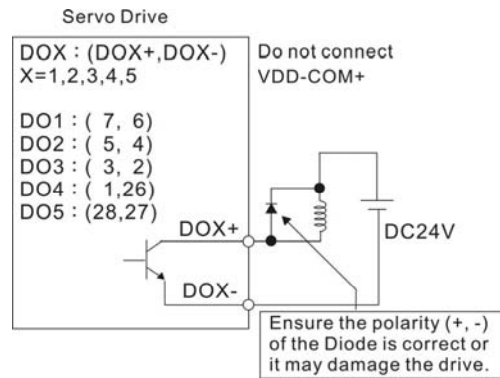 Servo Drive
DOX : (DOX+,DOX-)
X=1,2,3,4,5
DO1 : ( 7, 6)
DO2 : ( 5, 4)
DO3 : ( 3, 2)
DO4 : ( 1,26)
DO5 : (28,27)
Do not connect
VDD-COM+
DOX+
DC24V
DOX-
Ensure the polarity (+, -)
of the Diode is correct or
it may damage the drive.